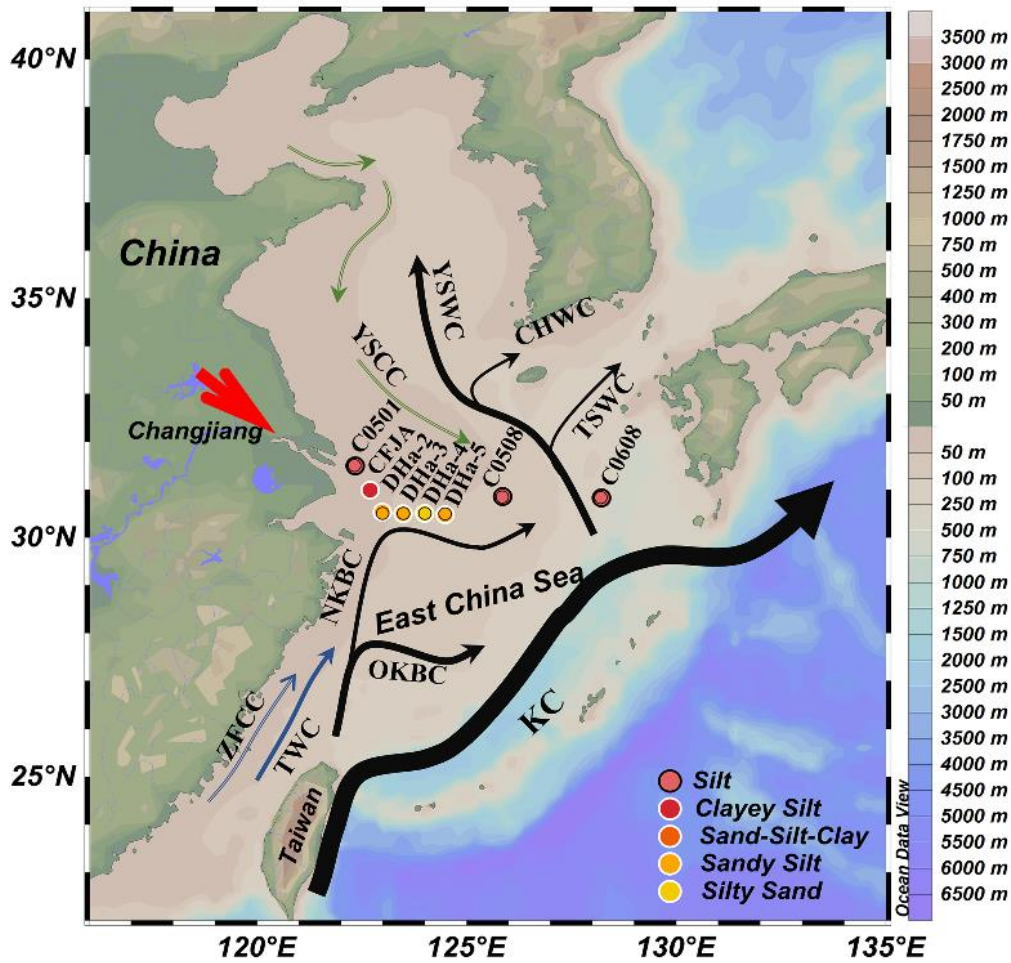 40°N
35°N
30°N
25°N
120°E
125°E
130°E
135°E
China
Changjiang
YSWC
CHWC
YSCC
TSWC
C0501
CFJA
DHa-2
DHa-3
DHa-4
DHa-5
C0508
C0608
NKBC
East China Sea
OKBC
KC
ZFCC
TWC
Taiwan
Silt
Clayey Silt
Sand-Silt-Clay
Sandy Silt
Silty Sand
Ocean Data View
3500 m
3000 m
2500 m
2000 m
1750 m
1500 m
1250 m
1000 m
750 m
500 m
400 m
300 m
200 m
100 m
50 m
50 m
100 m
250 m
500 m
750 m
1000 m
1250 m
1500 m
2000 m
2500 m
3000 m
3500 m
4000 m
4500 m
5000 m
5500 m
6000 m
6500 m